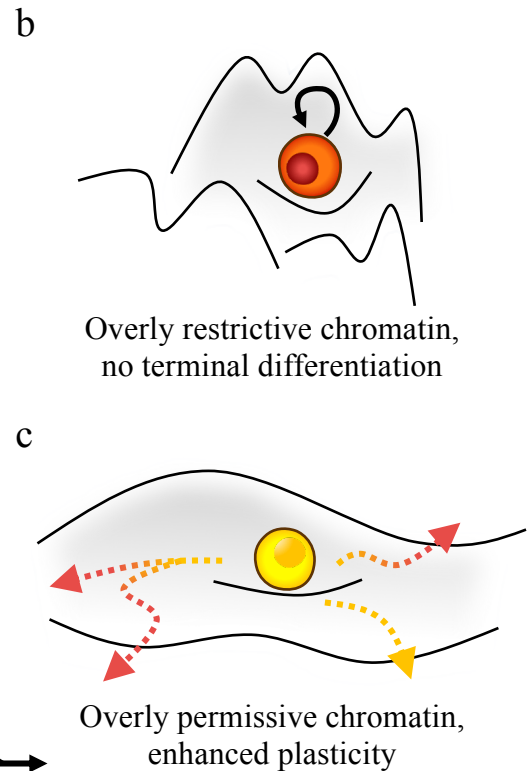 b
Overly restrictive chromatin,
no terminal differentiation
c
Overly permissive chromatin,
enhanced plasticity